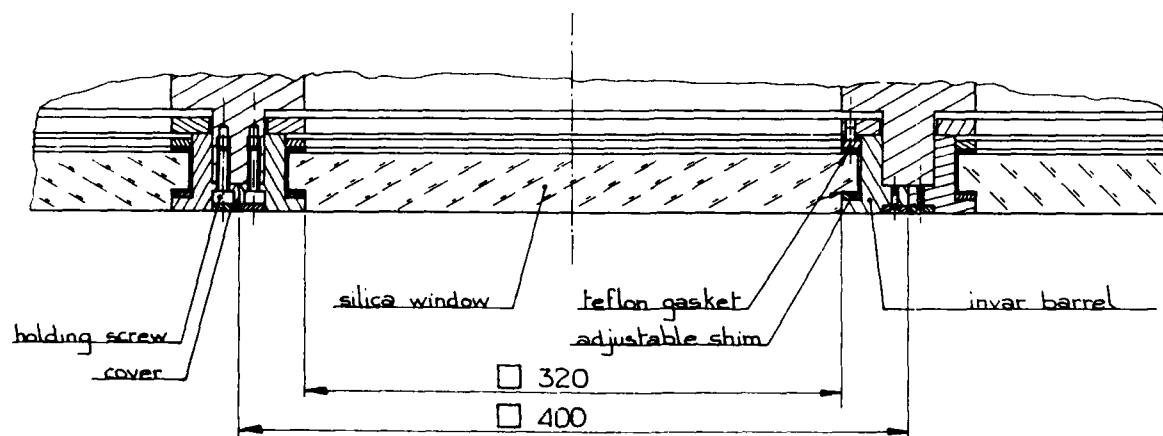 silica window
teflon gasket
invar barrel
holding screw
adjustable shim
cover
□ 320
□ 400